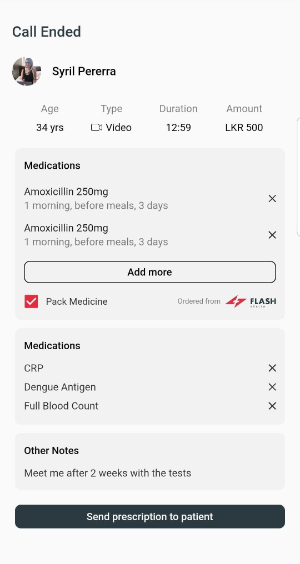 Call Ended
Syril Pererra
Age Type Duration Amount
34 yrs Video 12:59 LKR 500
Medications
Amoxicillin 250mg
1 morning, before meals, 3 days
Amoxicillin 250mg
1 morning, before meals, 3 days
Add more
Pack Medicine Ordered from FLASH
Medications
CRP
Dengue Antigen
Full Blood Count
Other Notes
Meet me after 2 weeks with the tests
Send prescription to patient